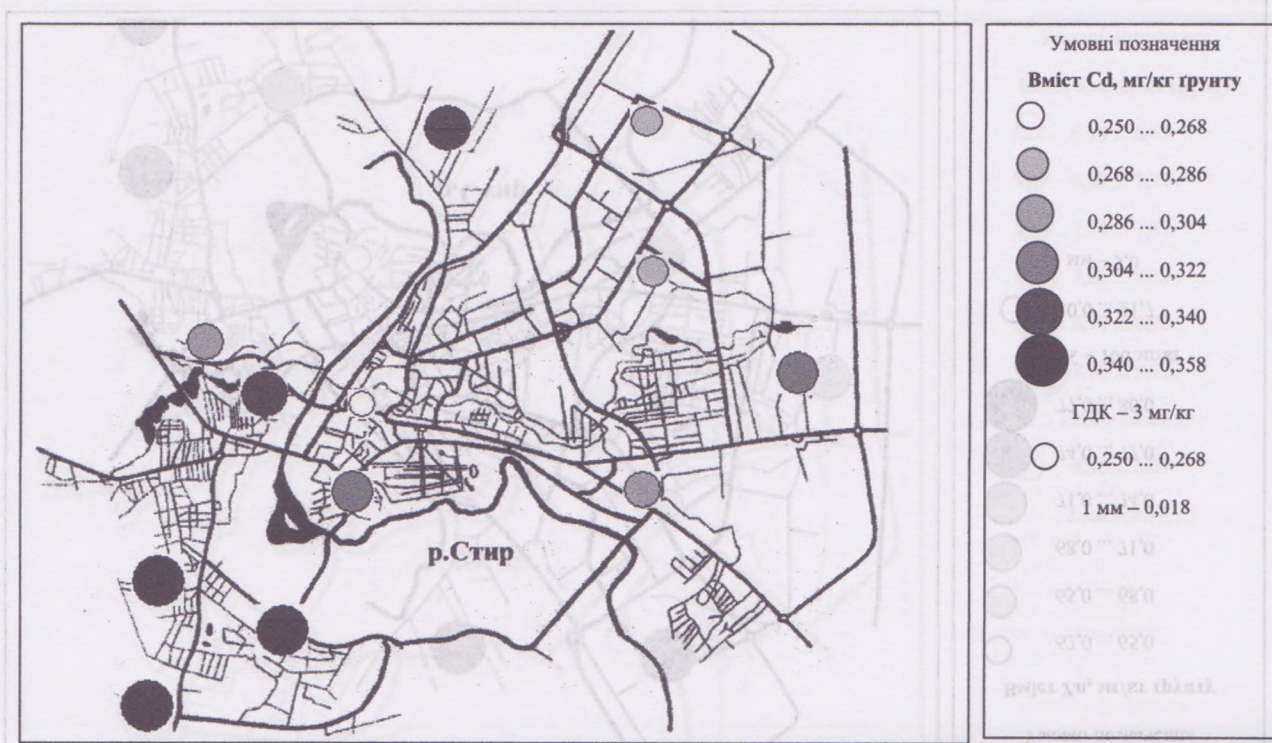 р.Стир
Умовні позначення
Вміст Cd, мг/кг ґрунту
0,250 ... 0,268
0,268 ... 0,286
0,286 ... 0,304
0,304 ... 0,322
0,322 ... 0,340
0,340 ... 0,358
ГДК – 3 мг/кг
0,250 ... 0,268
1 мм – 0,018